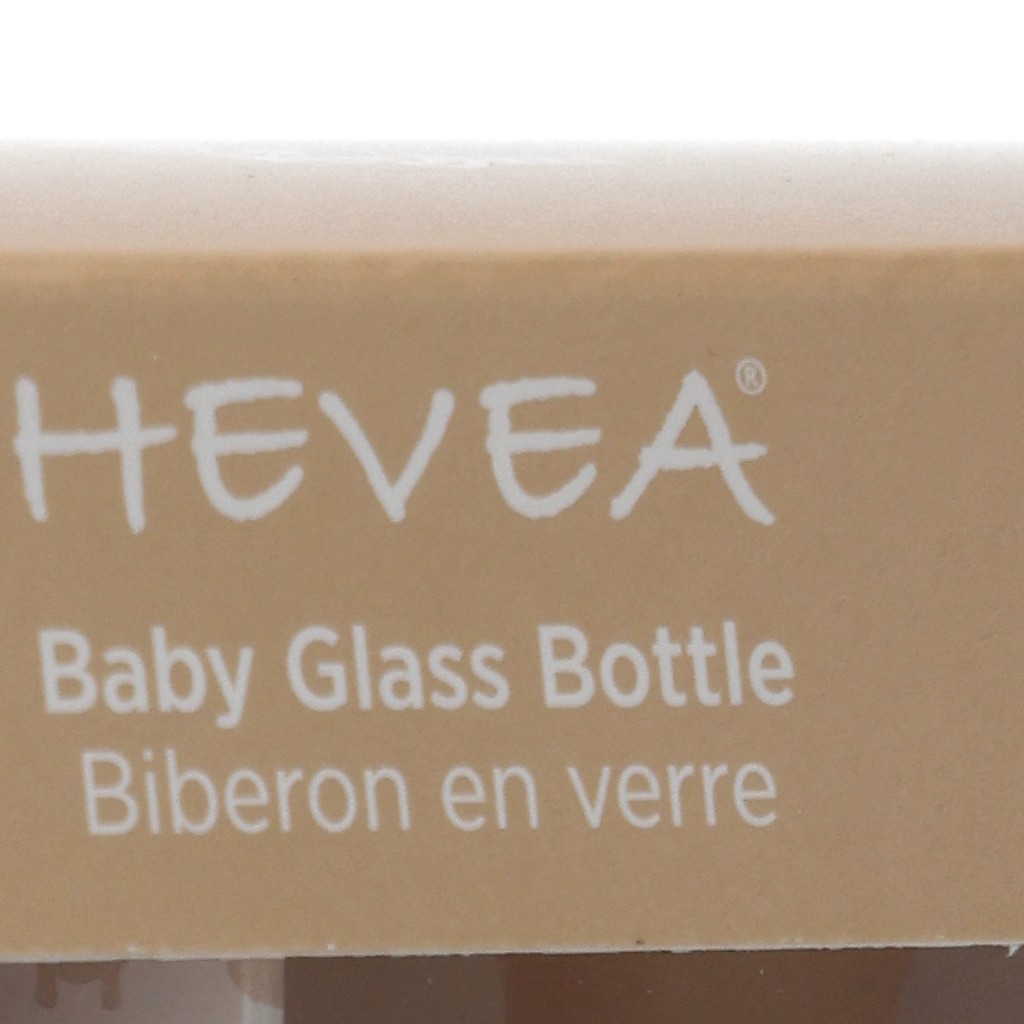 HEVEA®
Baby Glass Bottle
Biberon en verre